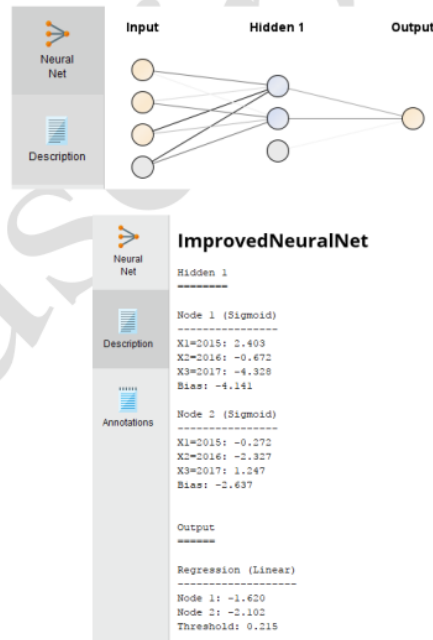 Input Hidden 1 Output
Neural
Net
Description
Neural
Net
Description
Annotations
ImprovedNeuralNet
Hidden 1
========
Node 1 (Sigmoid)
----------------
X1=2015: 2.403
X2=2016: -0.672
X3=2017: -4.328
Bias: -4.141
Node 2 (Sigmoid)
----------------
X1=2015: -0.272
X2=2016: -2.327
X3=2017: 1.247
Bias: -2.637
Output
======
Regression (Linear)
-------------------
Node 1: -1.620
Node 2: -2.102
Threshold: 0.215